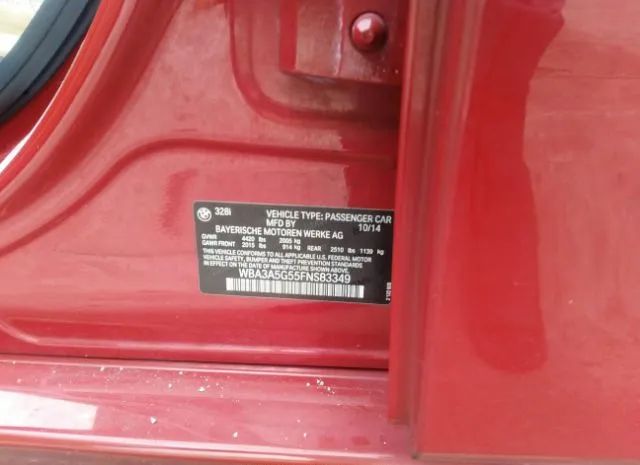 328i VEHICLE TYPE: PASSENGER CAR
MFD BY 10/14
BAYERISCHE MOTOREN WERKE AG
GVWR 4420 lbs 2005 kg
GAWR FRONT 2015 lbs 914 kg REAR 2510 lbs 1139 kg
THIS VEHICLE CONFORMS TO ALL APPLICABLE U.S. FEDERAL MOTOR
VEHICLE SAFETY, BUMPER, AND THEFT PREVENTION STANDARDS IN
EFFECT ON THE DATE OF MANUFACTURE SHOWN ABOVE.
WBA3A5G55FNS83349